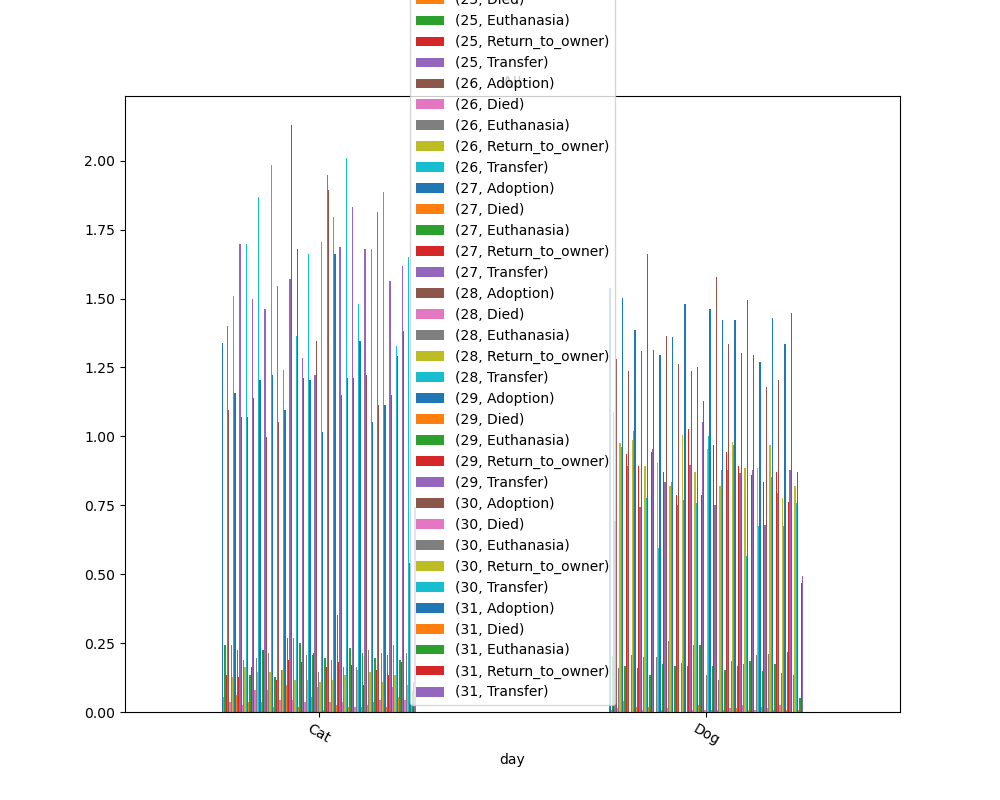 (25, Euthanasia)
(25, Return_to_owner)
(25, Transfer)
(26, Adoption)
(26, Died)
(26, Euthanasia)
(26, Return_to_owner)
(26, Transfer)
(27, Adoption)
(27, Died)
(27, Euthanasia)
(27, Return_to_owner)
(27, Transfer)
(28, Adoption)
(28, Died)
(28, Euthanasia)
(28, Return_to_owner)
(28, Transfer)
(29, Adoption)
(29, Died)
(29, Euthanasia)
(29, Return_to_owner)
(29, Transfer)
(30, Adoption)
(30, Died)
(30, Euthanasia)
(30, Return_to_owner)
(30, Transfer)
(31, Adoption)
(31, Died)
(31, Euthanasia)
(31, Return_to_owner)
(31, Transfer)
2.00
1.75
1.50
1.25
1.00
0.75
0.50
0.25
0.00
Cat
Dog
day